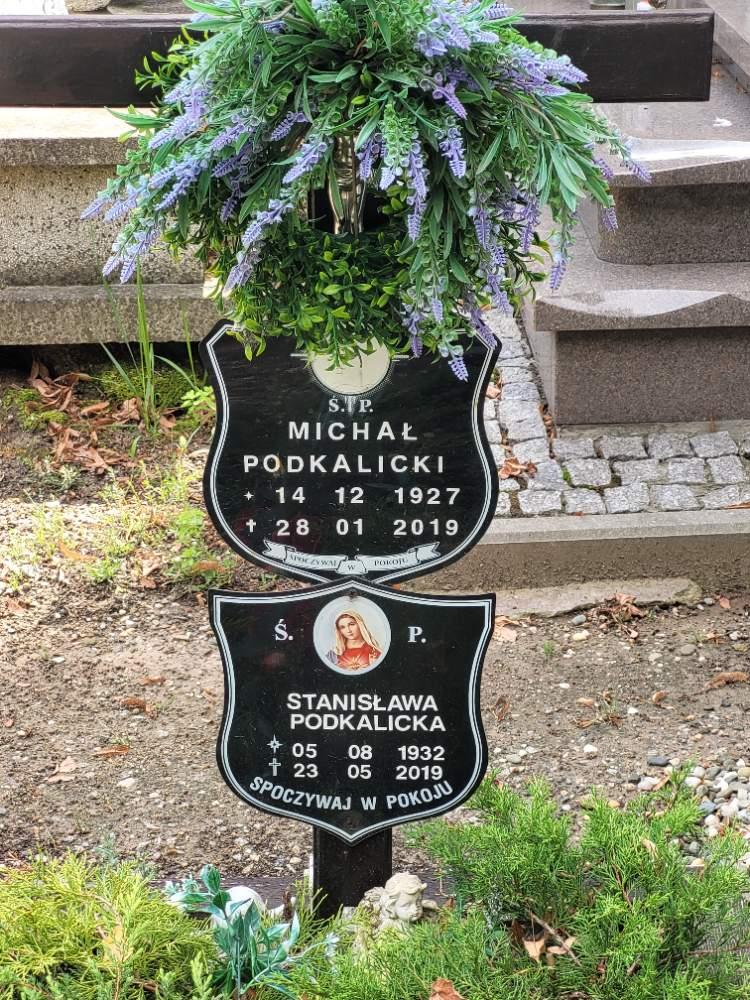 Ś. P.
MICHAŁ
PODKALICKI
14 12 1927
✝ 28 01 2019
SPOCZYWAJ W POKOJU
Ś. P.
STANISŁAWA
PODKALICKA
05 08 1932
✝ 23 05 2019
SPOCZYWAJ W POKOJU